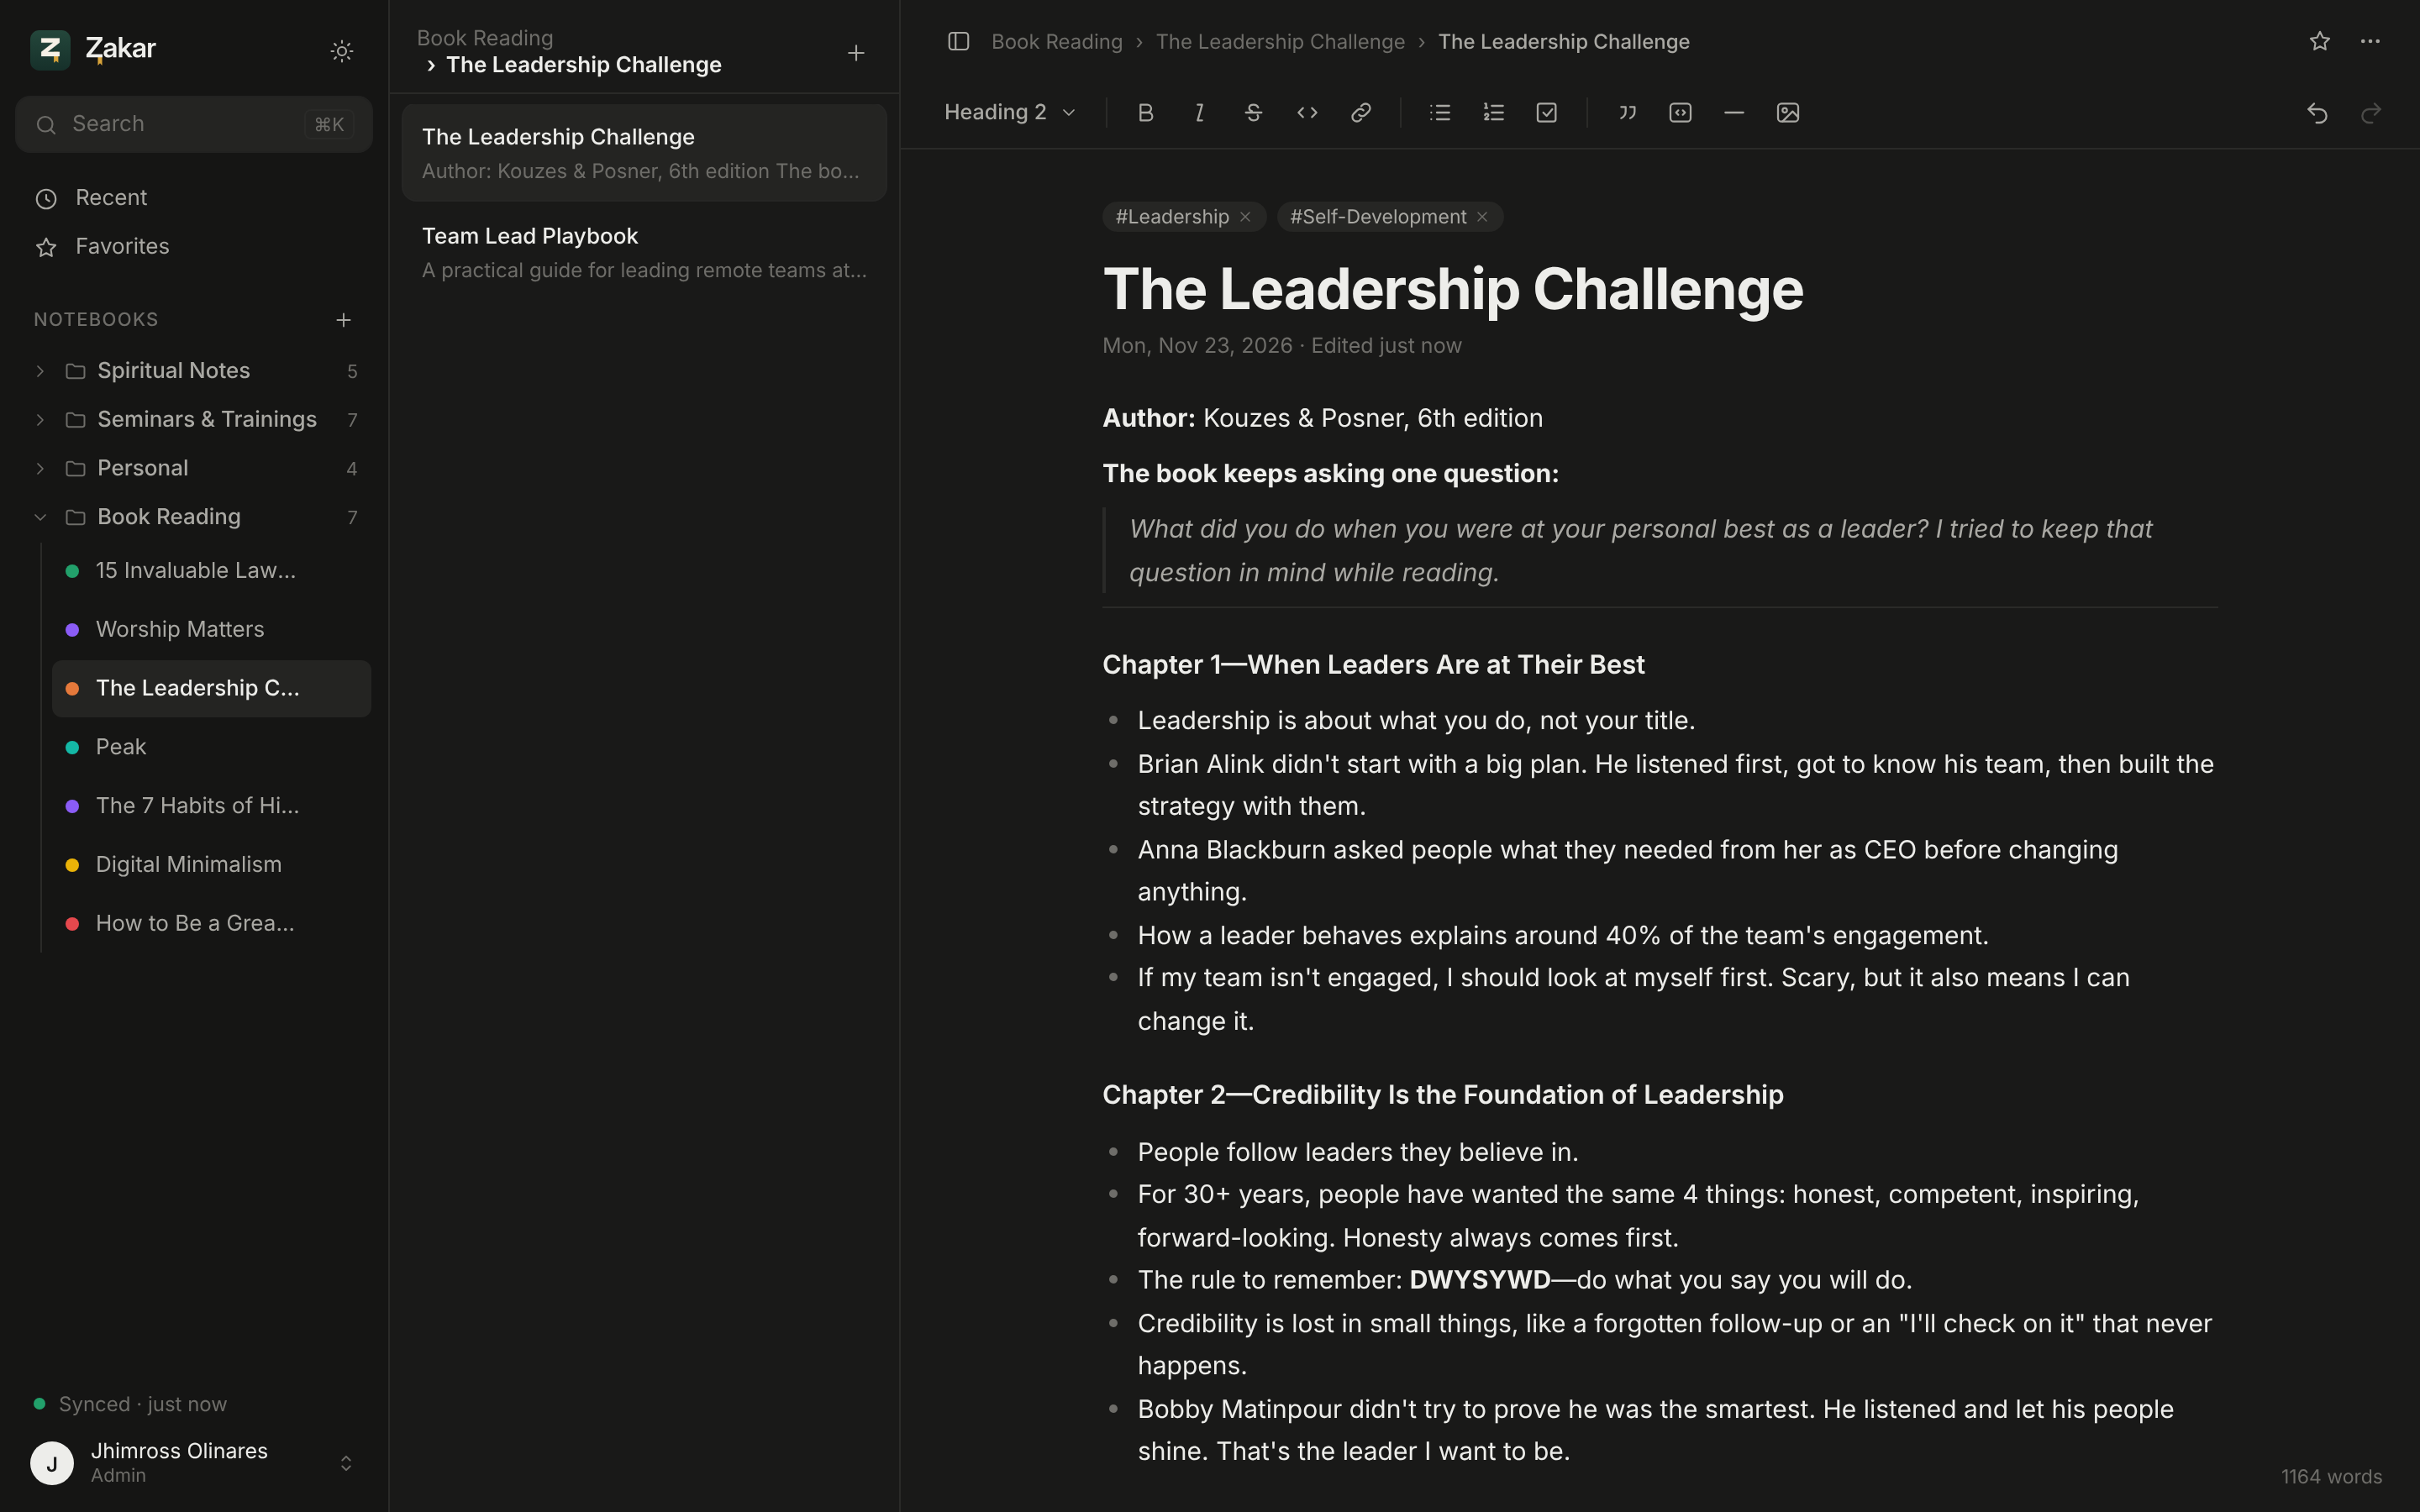 Zakar
Search ⌘K
Recent
Favorites
NOTEBOOKS
Spiritual Notes 5
Seminars & Trainings 7
Personal 4
Book Reading 7
15 Invaluable Law...
Worship Matters
The Leadership C...
Peak
The 7 Habits of Hi...
Digital Minimalism
How to Be a Grea...
Synced · just now
J
Jhimross Olinares
Admin
Book Reading
› The Leadership Challenge
The Leadership Challenge
Author: Kouzes & Posner, 6th edition The bo...
Team Lead Playbook
A practical guide for leading remote teams at...
Book Reading › The Leadership Challenge › The Leadership Challenge
Heading 2
#Leadership × #Self-Development ×
The Leadership Challenge
Mon, Nov 23, 2026 · Edited just now
Author: Kouzes & Posner, 6th edition
The book keeps asking one question:
What did you do when you were at your personal best as a leader? I tried to keep that
question in mind while reading.
Chapter 1—When Leaders Are at Their Best
• Leadership is about what you do, not your title.
• Brian Alink didn't start with a big plan. He listened first, got to know his team, then built the
strategy with them.
• Anna Blackburn asked people what they needed from her as CEO before changing
anything.
• How a leader behaves explains around 40% of the team's engagement.
• If my team isn't engaged, I should look at myself first. Scary, but it also means I can
change it.
Chapter 2—Credibility Is the Foundation of Leadership
• People follow leaders they believe in.
• For 30+ years, people have wanted the same 4 things: honest, competent, inspiring,
forward-looking. Honesty always comes first.
• The rule to remember: DWYSYWD—do what you say you will do.
• Credibility is lost in small things, like a forgotten follow-up or an "I'll check on it" that never
happens.
• Bobby Matinpour didn't try to prove he was the smartest. He listened and let his people
shine. That's the leader I want to be.
1164 words